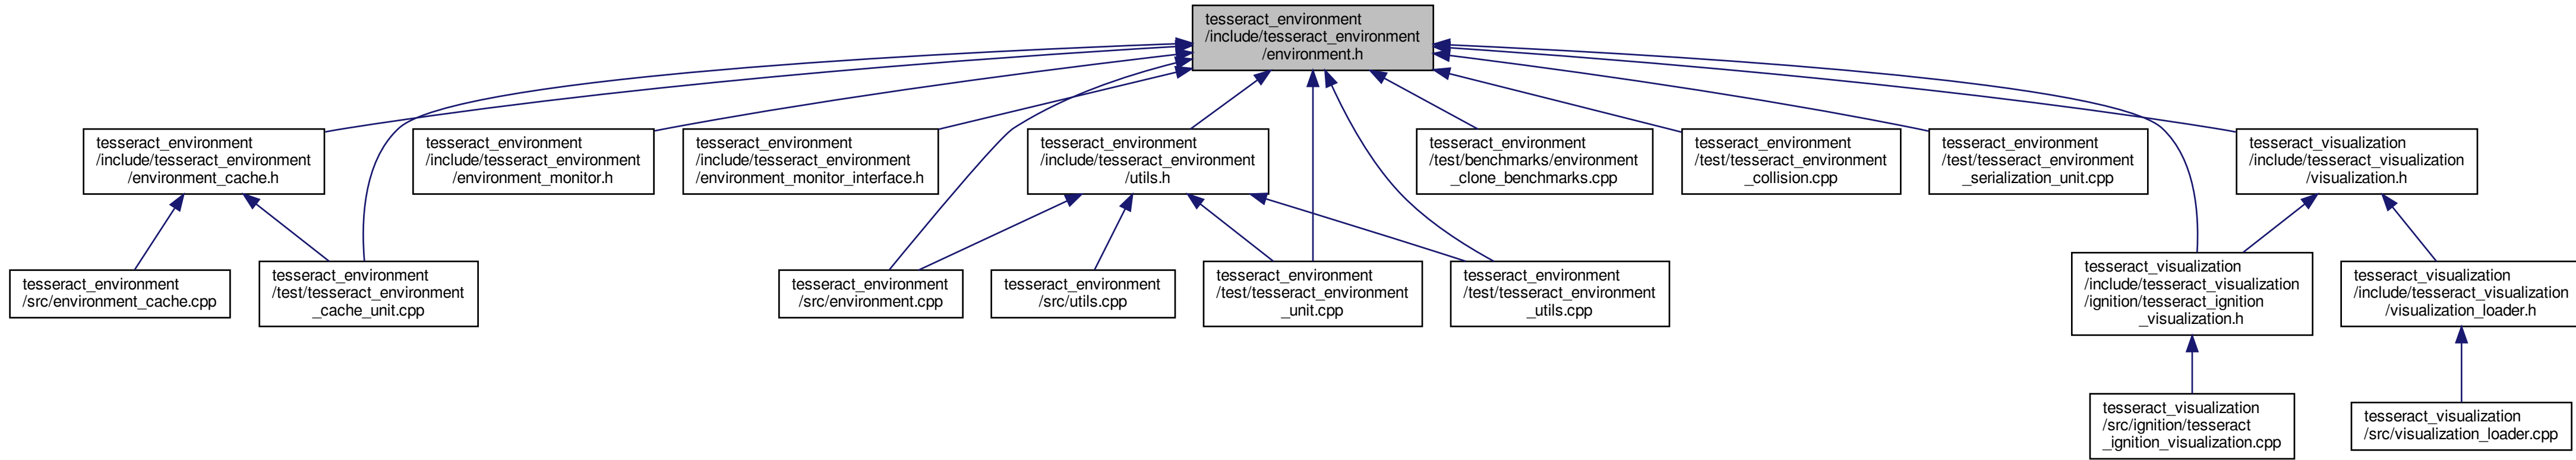 tesseract_environment
/include/tesseract_environment
/environment.h
tesseract_environment
/include/tesseract_environment
/environment_cache.h
tesseract_environment
/include/tesseract_environment
/environment_monitor.h
tesseract_environment
/include/tesseract_environment
/environment_monitor_interface.h
tesseract_environment
/include/tesseract_environment
/utils.h
tesseract_environment
/test/benchmarks/environment
_clone_benchmarks.cpp
tesseract_environment
/test/tesseract_environment
_collision.cpp
tesseract_environment
/test/tesseract_environment
_serialization_unit.cpp
tesseract_visualization
/include/tesseract_visualization
/visualization.h
tesseract_environment
/src/environment_cache.cpp
tesseract_environment
/test/tesseract_environment
_cache_unit.cpp
tesseract_environment
/src/environment.cpp
tesseract_environment
/src/utils.cpp
tesseract_environment
/test/tesseract_environment
_unit.cpp
tesseract_environment
/test/tesseract_environment
_utils.cpp
tesseract_visualization
/include/tesseract_visualization
/ignition/tesseract_ignition
_visualization.h
tesseract_visualization
/include/tesseract_visualization
/visualization_loader.h
tesseract_visualization
/src/ignition/tesseract
_ignition_visualization.cpp
tesseract_visualization
/src/visualization_loader.cpp